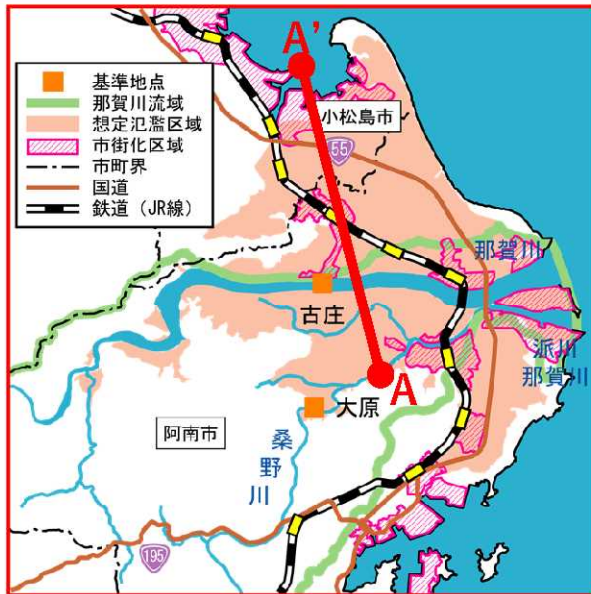 A'
基準地点
那賀川流域
想定氾濫区域
市街化区域
市町界
国道
鉄道（JR線）
小松島市
55
那賀川
古庄
派川
那賀川
A
大原
阿南市
桑野川
195